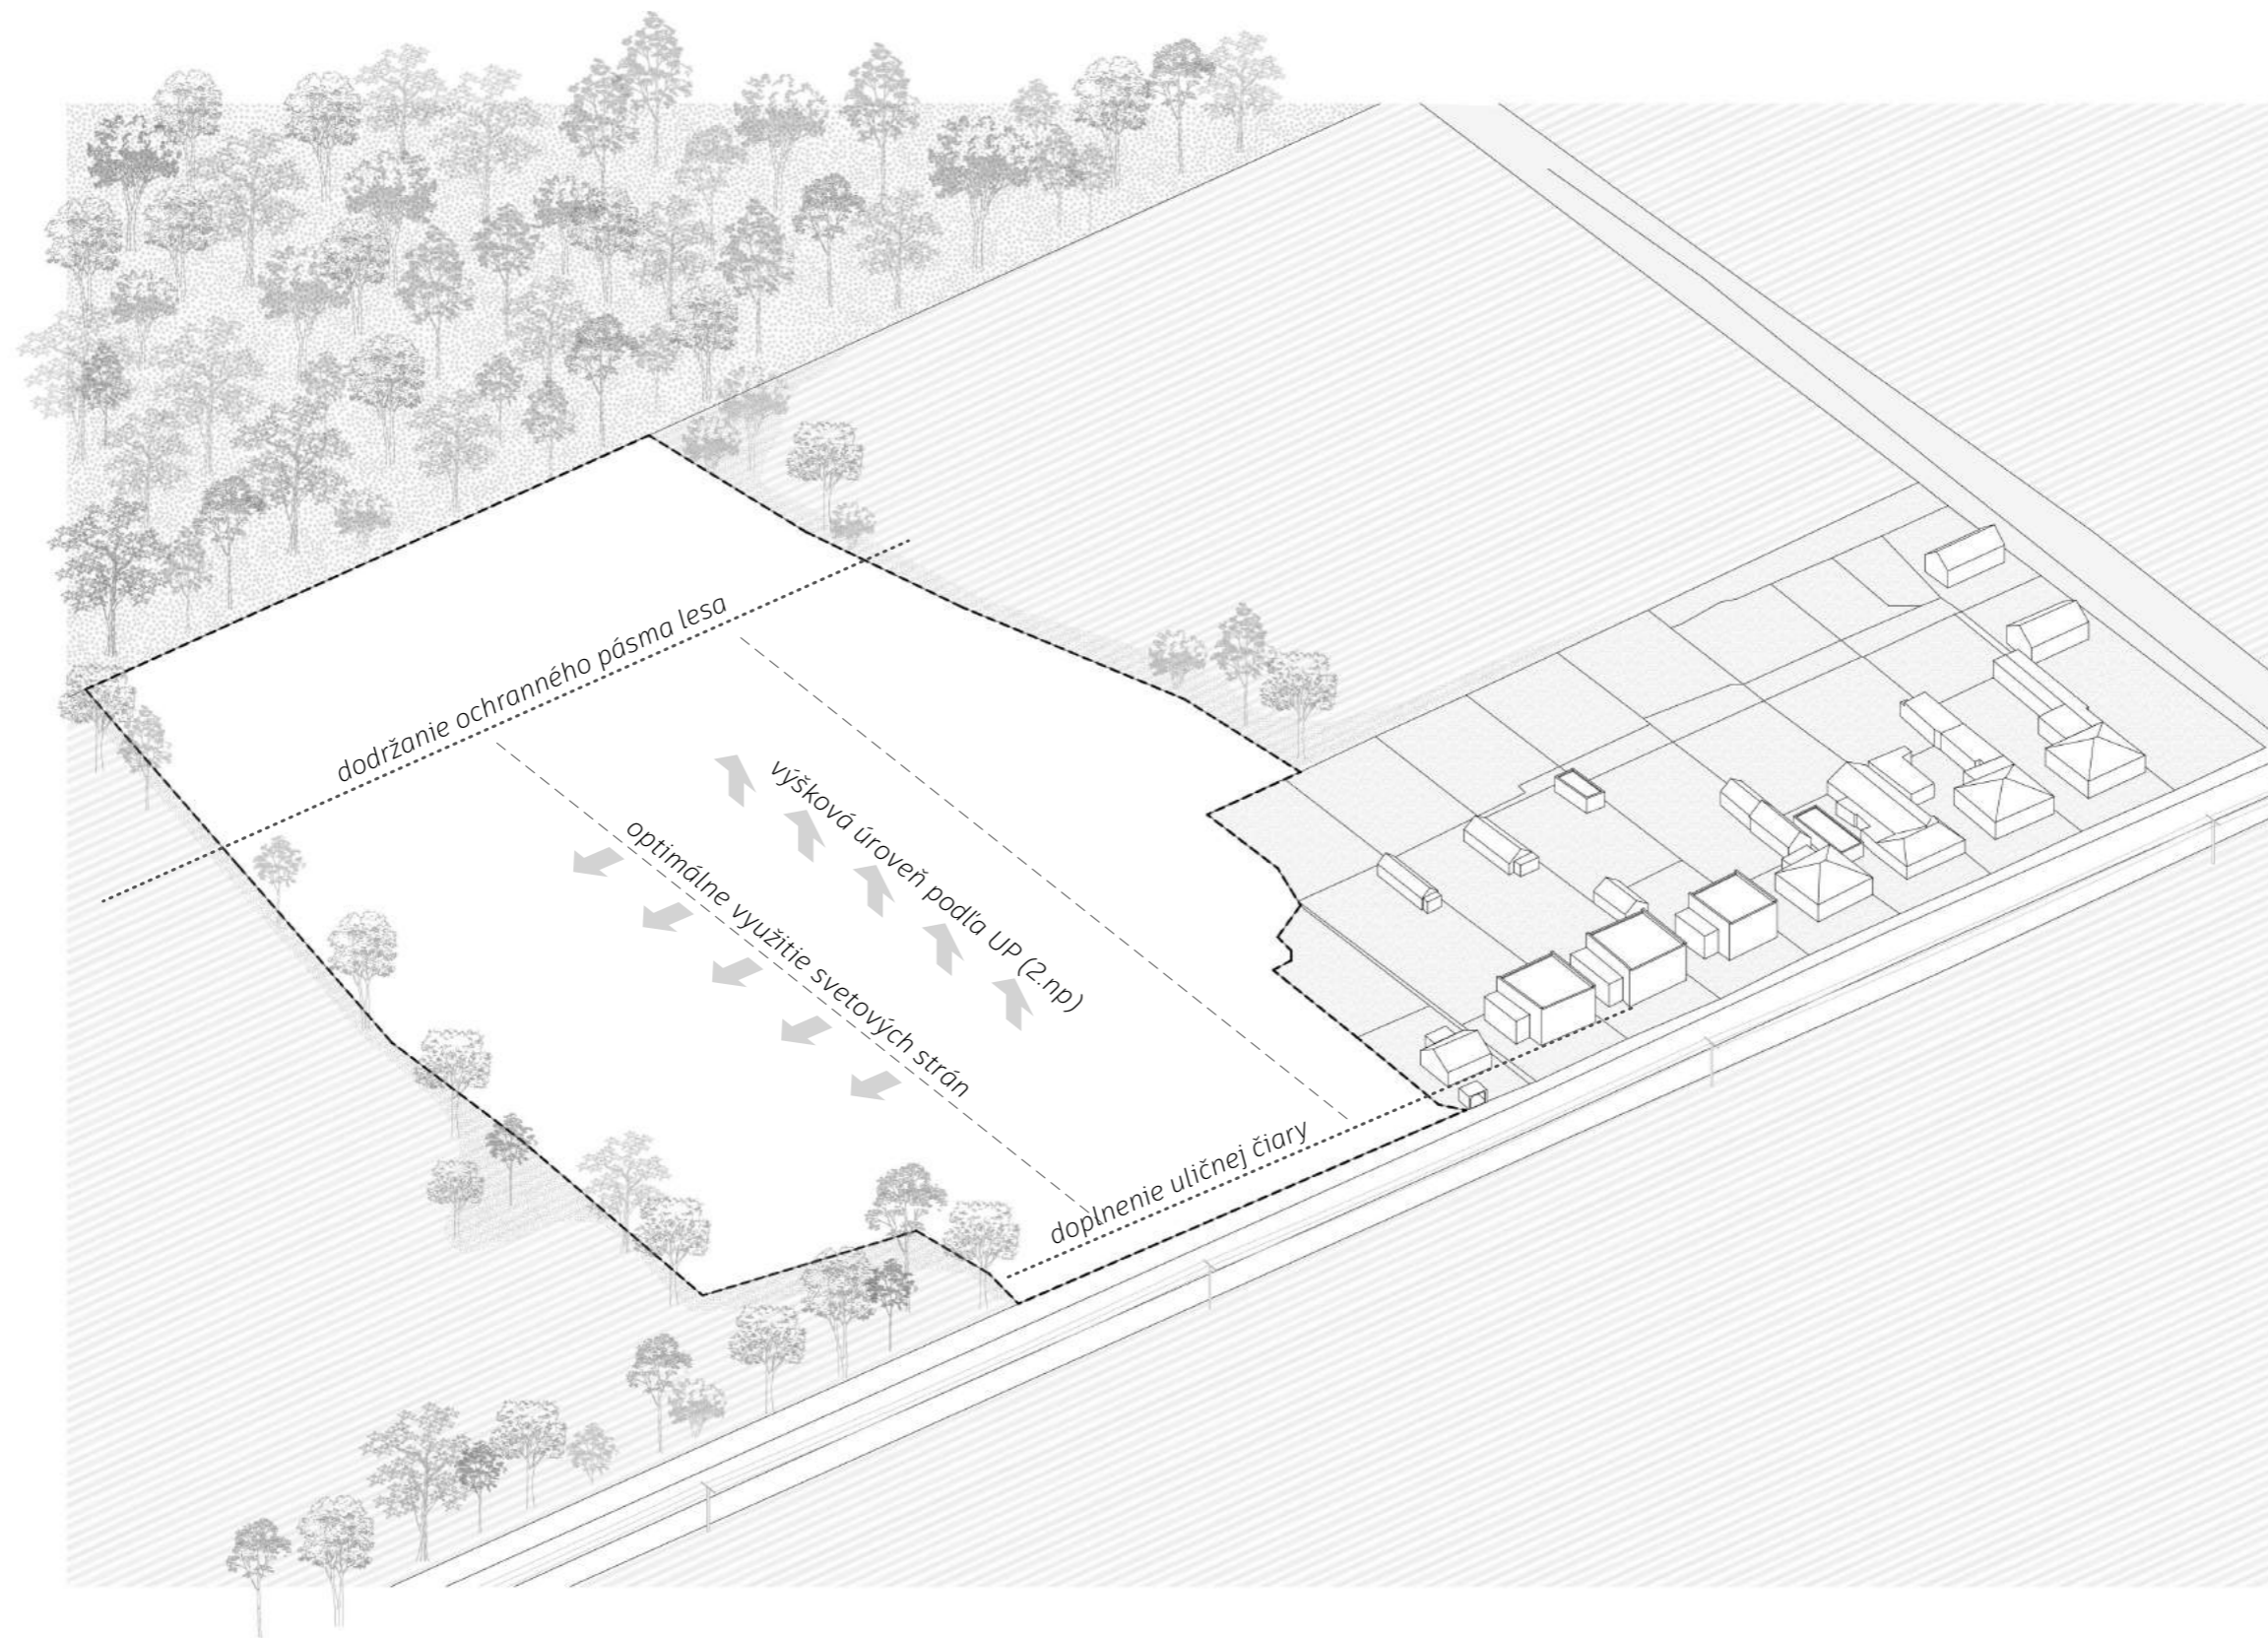 dodržanie ochranného pásma lesa
výšková úroveň podľa UP (2.np)
optimálne využitie svetových strán
doplnenie uličnej čiary